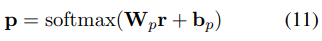 p = softmax(W_p r + b_p) (11)